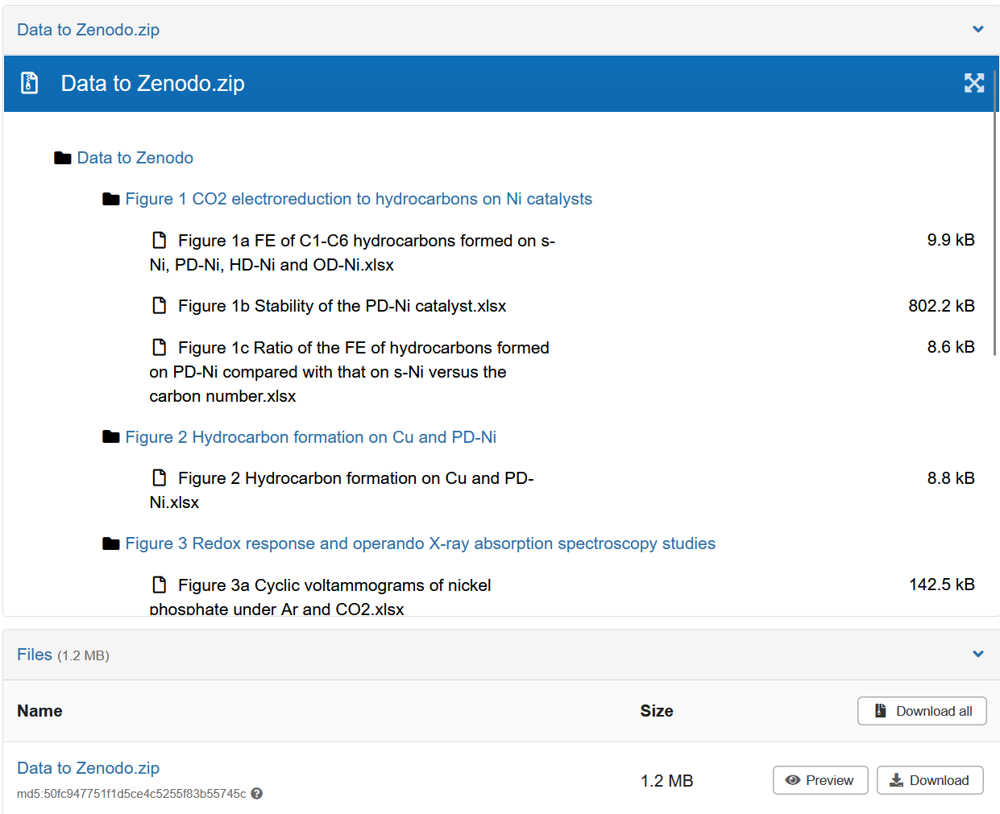 Data to Zenodo.zip
Data to Zenodo.zip
Data to Zenodo
Figure 1 CO2 electroreduction to hydrocarbons on Ni catalysts
Figure 1a FE of C1-C6 hydrocarbons formed on s- 9.9 kB
Ni, PD-Ni, HD-Ni and OD-Ni.xlsx
Figure 1b Stability of the PD-Ni catalyst.xlsx 802.2 kB
Figure 1c Ratio of the FE of hydrocarbons formed 8.6 kB
on PD-Ni compared with that on s-Ni versus the
carbon number.xlsx
Figure 2 Hydrocarbon formation on Cu and PD-Ni
Figure 2 Hydrocarbon formation on Cu and PD- 8.8 kB
Ni.xlsx
Figure 3 Redox response and operando X-ray absorption spectroscopy studies
Figure 3a Cyclic voltammograms of nickel 142.5 kB
phosphate under Ar and CO2.xlsx
Files (1.2 MB)
Name Size Download all
Data to Zenodo.zip 1.2 MB Preview Download
md5:50fc947751f1d5ce4c5255f83b55745c